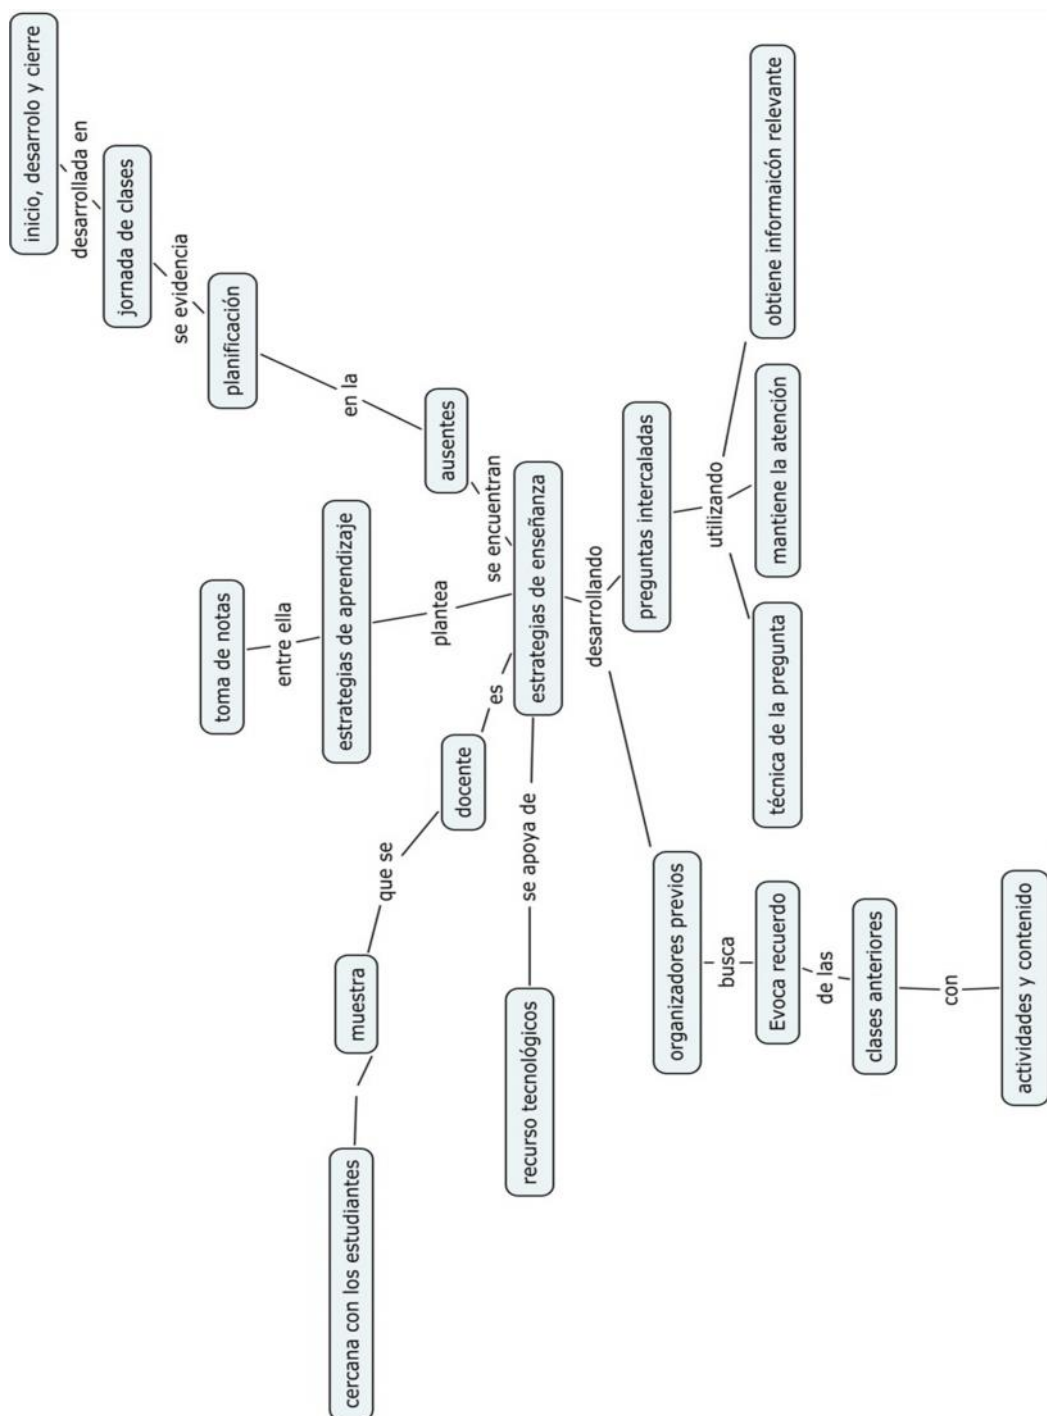 inicio, desarrolo y cierre
desarrollada en
jornada de clases
se evidencia
toma de notas
planificación
entre ella
cercana con los estudiantes
muestra
estrategias de aprendizaje
en la
que se
plantea
docente
ausentes
es
se encuentran
recurso tecnológicos
se apoya de
estrategias de enseñanza
desarrollando
preguntas intercaladas
organizadores previos
utilizando
busca
Evoca recuerdo
técnica de la pregunta
mantiene la atención
obtiene informaicón relevante
de las
clases anteriores
con
actividades y contenido